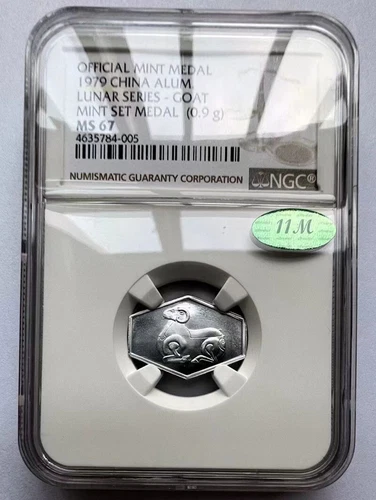 OFFICIAL MINT MEDAL
1979 CHINA ALUM.
LUNAR SERIES - GOAT
MINT SET MEDAL (0.9 g)
MS 67
4635784-005
NUMISMATIC GUARANTY CORPORATION NGC®
11M